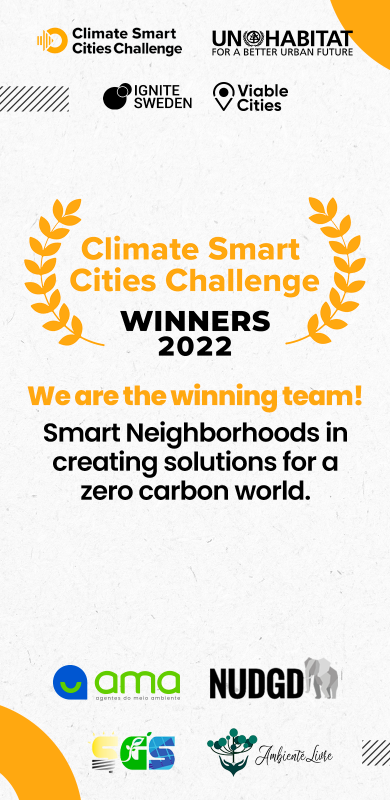 Climate Smart
Cities Challenge
UN HABITAT
FOR A BETTER URBAN FUTURE
IGNITE
SWEDEN
Viable
Cities
Climate Smart
Cities Challenge
WINNERS
2022
We are the winning team!
Smart Neighborhoods in
creating solutions for a
zero carbon world.
ama
agentes do meio ambiente
NUDGD
SGS
Ambiente Livre